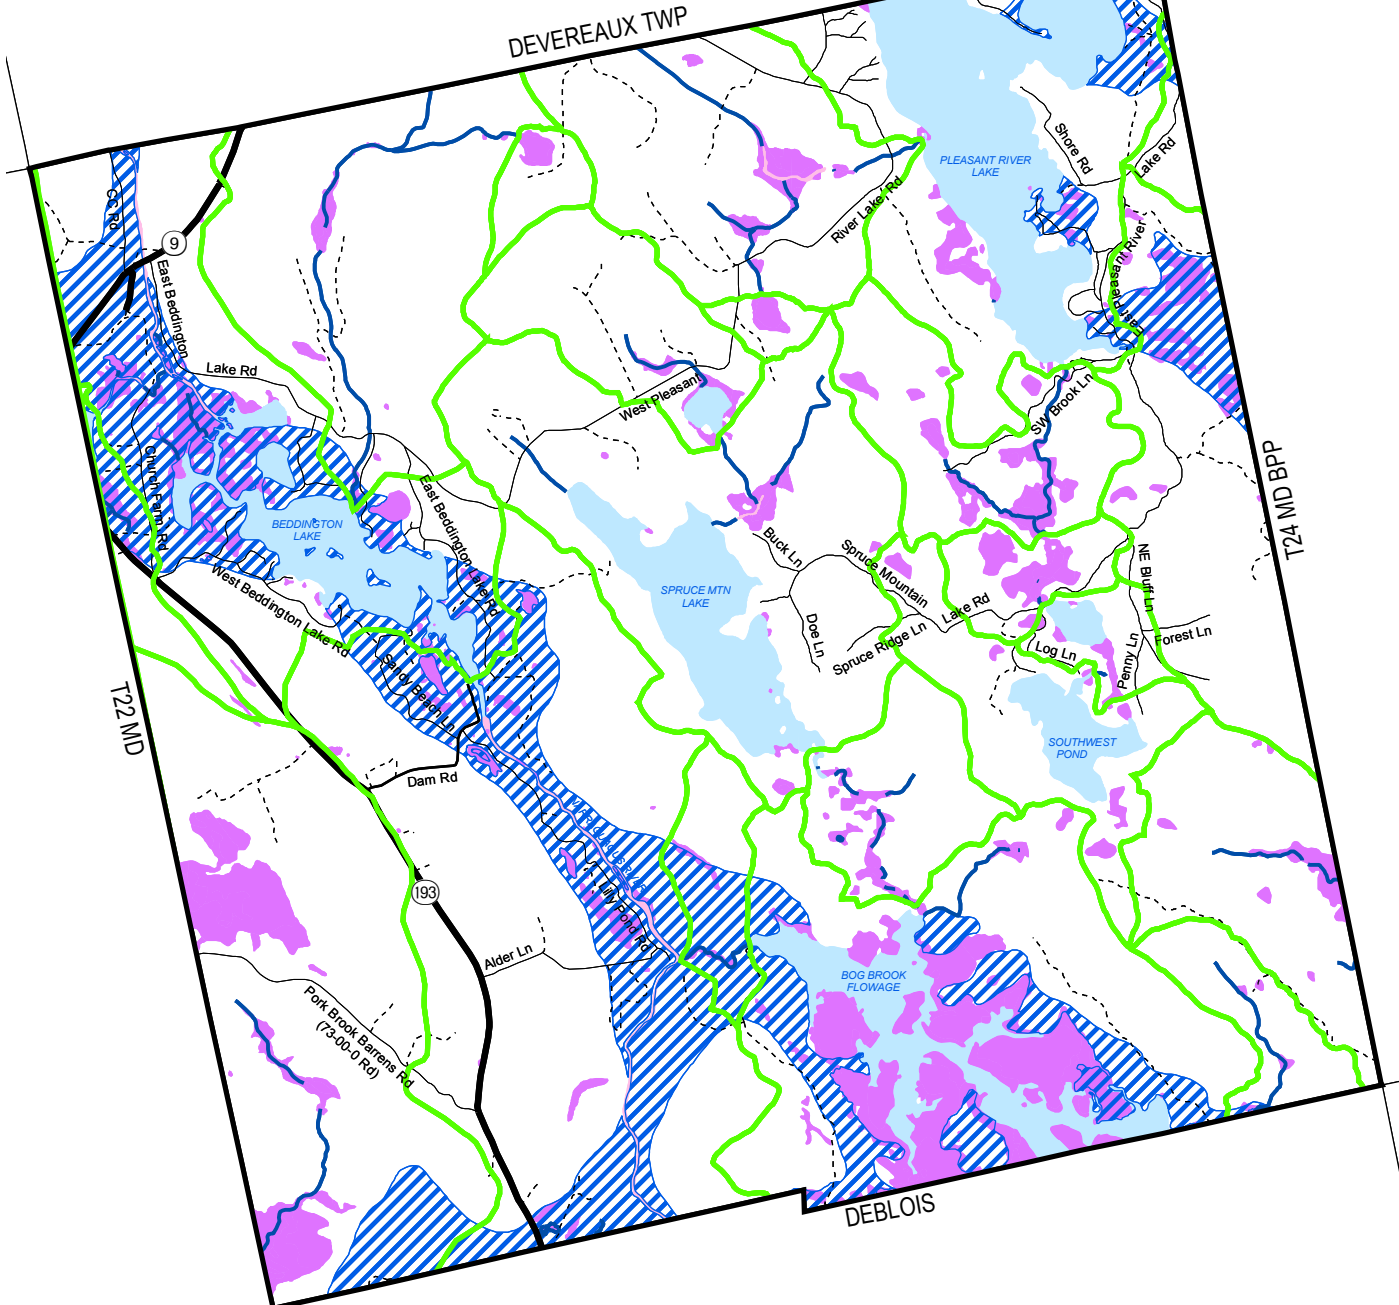 DEVEREAUX TWP
PLEASANT RIVER
LAKE
Shore Rd
Lake Rd
CC Rd
9
River Lake Rd
East Pleasant River
East Beddington
Lake Rd
West Pleasant
SW Brook Ln
T24 MD BPP
Church Farm Rd
BEDDINGTON
LAKE
East Beddington Lake Rd
West Beddington Lake Rd
SPRUCE MTN
LAKE
Buck Ln
Spruce Mountain
Lake Rd
Doe Ln
Spruce Ridge Ln
NE Bluff Ln
Forest Ln
Log Ln
Penny Ln
Sandy Beach Ln
T22 MD
SOUTHWEST
POND
Dam Rd
193
Lilly Pond Rd
Alder Ln
BOG BROOK
FLOWAGE
Pork Brook Barrens Rd
(73-00-0 Rd)
DEBLOIS